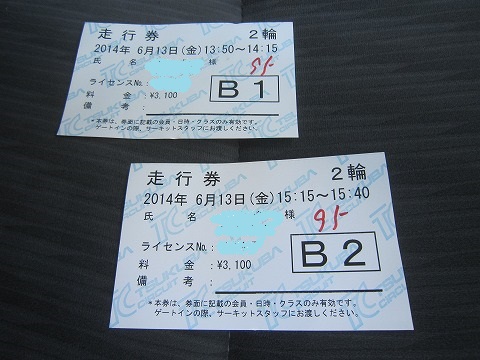 走行券 2輪
2014年 6月13日(金)13:50～14:15
氏 名 様
ライセンスNo.:
B1
料 金 : ¥3,100
備 考 :
*本券は、券面に記載の会員・日時・クラスのみ有効です。
ゲートインの際、サーキットスタッフにお渡しください。
走行券 2輪
2014年 6月13日(金)15:15～15:40
氏 名 様
ライセンスNo.:
B2
料 金 : ¥3,100
備 考 :
*本券は、券面に記載の会員・日時・クラスのみ有効です。
ゲートインの際、サーキットスタッフにお渡しください。